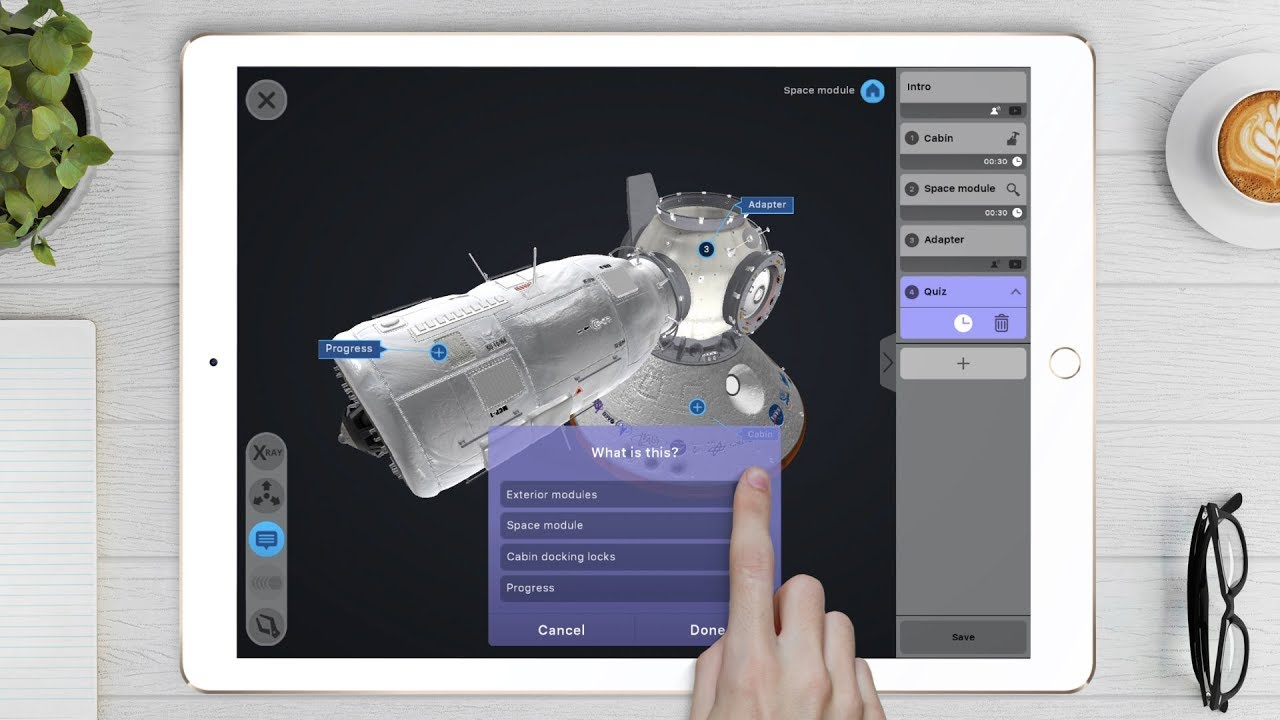 Space module
Intro
1 Cabin
00:30
2 Space module
00:30
3 Adapter
4 Quiz
Adapter
3
Progress
Cabin
What is this?
Exterior modules
Space module
Cabin docking locks
Progress
Cancel
Done
XRAY
Save